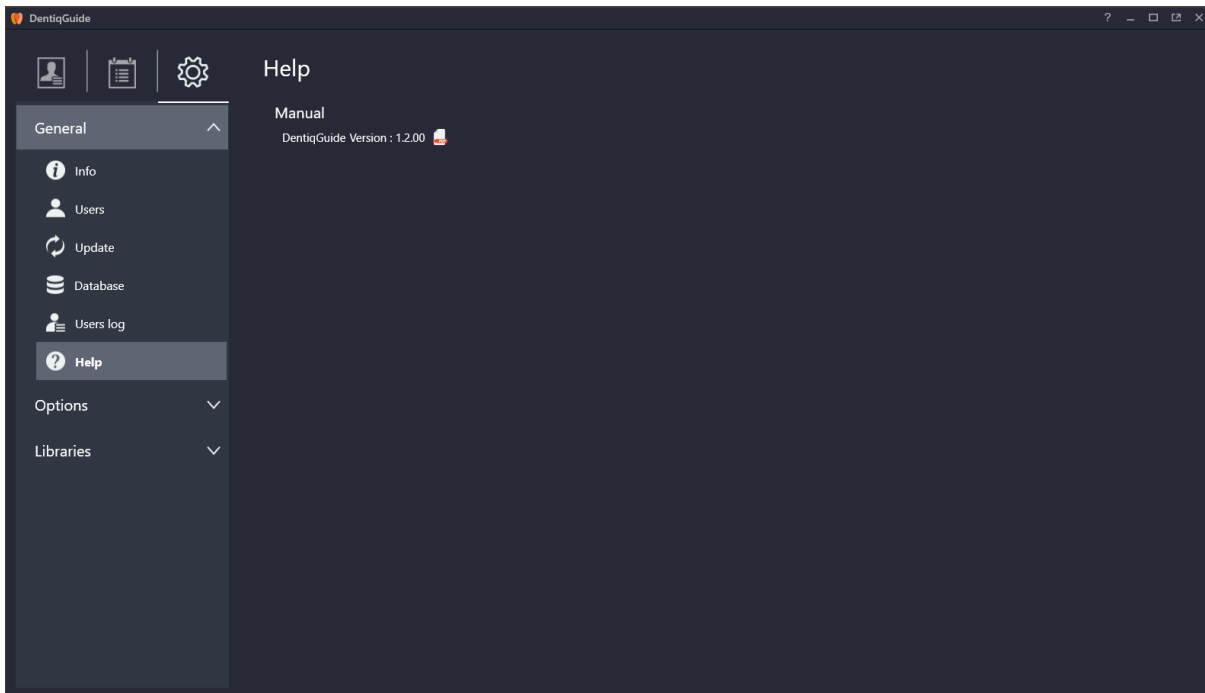 DentiqGuide
Help
Manual
DentiqGuide Version : 1.2.00
General
Info
Users
Update
Database
Users log
Help
Options
Libraries